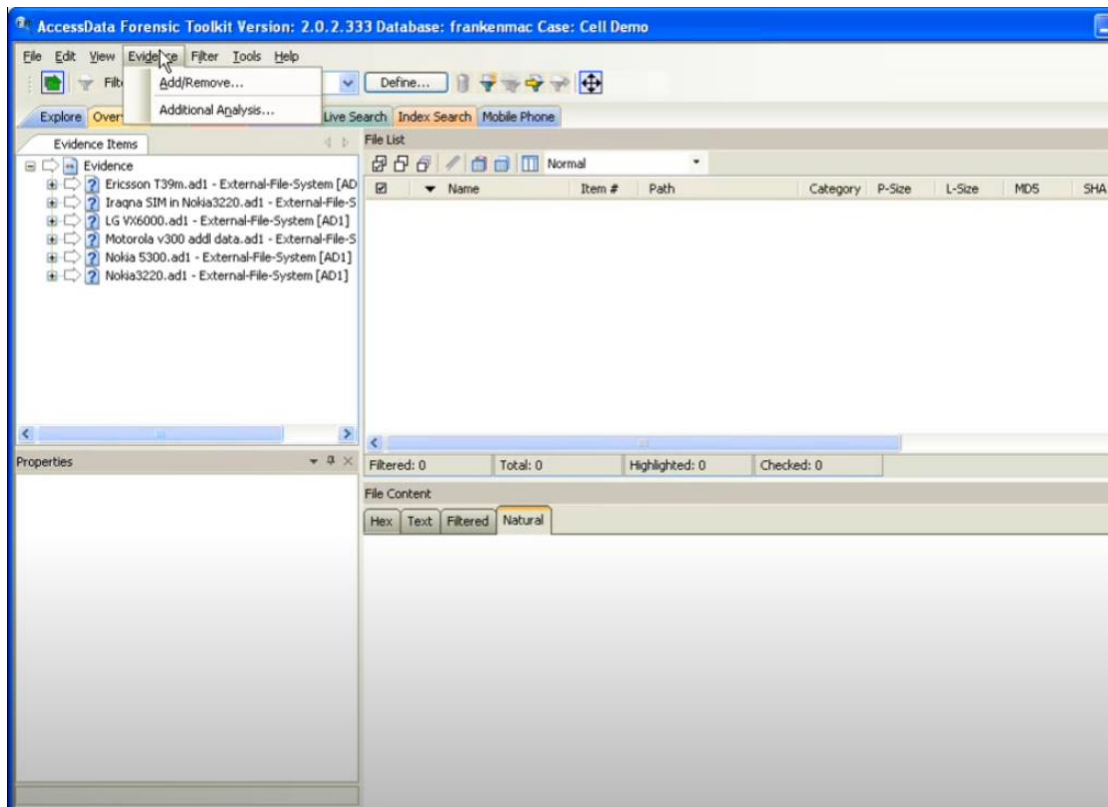 AccessData Forensic Toolkit Version: 2.0.2.333 Database: frankenmac Case: Cell Demo
File Edit View Evidence Filter Tools Help
Define...
Add/Remove...
Additional Analysis...
Explore Live Search Index Search Mobile Phone
Evidence Items
Evidence
Ericsson T39m.ad1 - External-File-System [AD
Iraqna SIM in Nokia3220.ad1 - External-File-S
LG VX6000.ad1 - External-File-System [AD1]
Motorola v300 addl data.ad1 - External-File-S
Nokia 5300.ad1 - External-File-System [AD1]
Nokia3220.ad1 - External-File-System [AD1]
File List
Normal
Name Item # Path Category P-Size L-Size MD5 SHA
Filtered: 0 Total: 0 Highlighted: 0 Checked: 0
Properties
File Content
Hex Text Filtered Natural